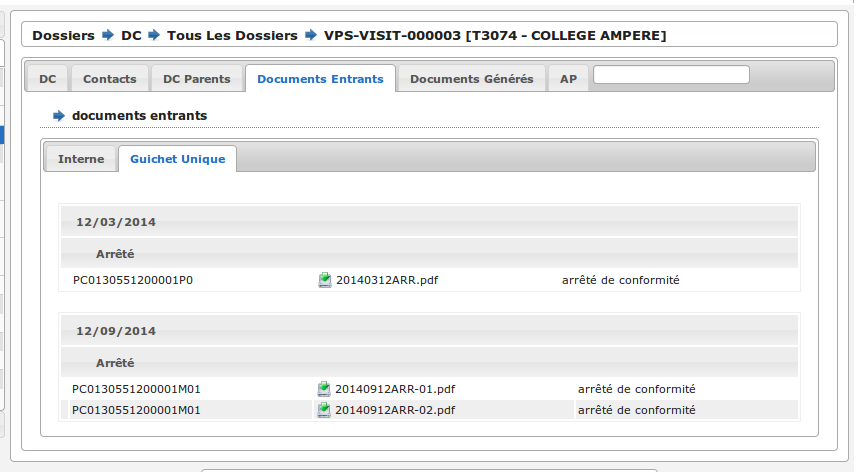 Dossiers DC Tous Les Dossiers VPS-VISIT-000003 [T3074 - COLLEGE AMPERE]
DC Contacts DC Parents Documents Entrants Documents Générés AP
documents entrants
Interne Guichet Unique
12/03/2014
Arrêté
PC0130551200001P0 20140312ARR.pdf arrêté de conformité
12/09/2014
Arrêté
PC0130551200001M01 20140912ARR-01.pdf arrêté de conformité
PC0130551200001M01 20140912ARR-02.pdf arrêté de conformité